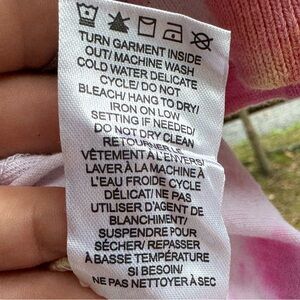 TURN GARMENT INSIDE
OUT/ MACHINE WASH
COLD WATER DELICATE
CYCLE/ DO NOT
BLEACH/ HANG TO DRY/
IRON ON LOW
SETTING IF NEEDED/
DO NOT DRY CLEAN
RETOURNER LE
VÊTEMENT À L'ENVERS/
LAVER À LA MACHINE À
L'EAU FROIDE CYCLE
DÉLICAT/ NE PAS
UTILISER D'AGENT DE
BLANCHIMENT/
SUSPENDRE POUR
SÉCHER/ REPASSER
À BASSE TEMPÉRATURE
SI BESOIN/
NE PAS NETTOYER À SEC